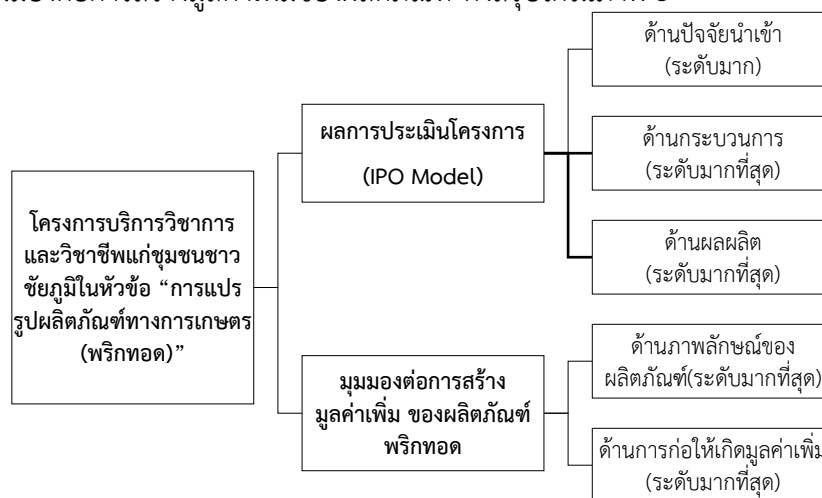 โครงการบริการวิชาการ
และวิชาชีพแก่ชุมชนชาว
ชัยภูมิในหัวข้อ “การแปร
รูปผลิตภัณฑ์ทางการเกษตร
(พริกทอด)”
ผลการประเมินโครงการ
(IPO Model)
ด้านปัจจัยนำเข้า
(ระดับมาก)
ด้านกระบวนการ
(ระดับมากที่สุด)
ด้านผลผลิต
(ระดับมากที่สุด)
มุมมองต่อการสร้าง
มูลค่าเพิ่ม ของผลิตภัณฑ์
พริกทอด
ด้านภาพลักษณ์ของ
ผลิตภัณฑ์(ระดับมากที่สุด)
ด้านการก่อให้เกิดมูลค่าเพิ่ม
(ระดับมากที่สุด)